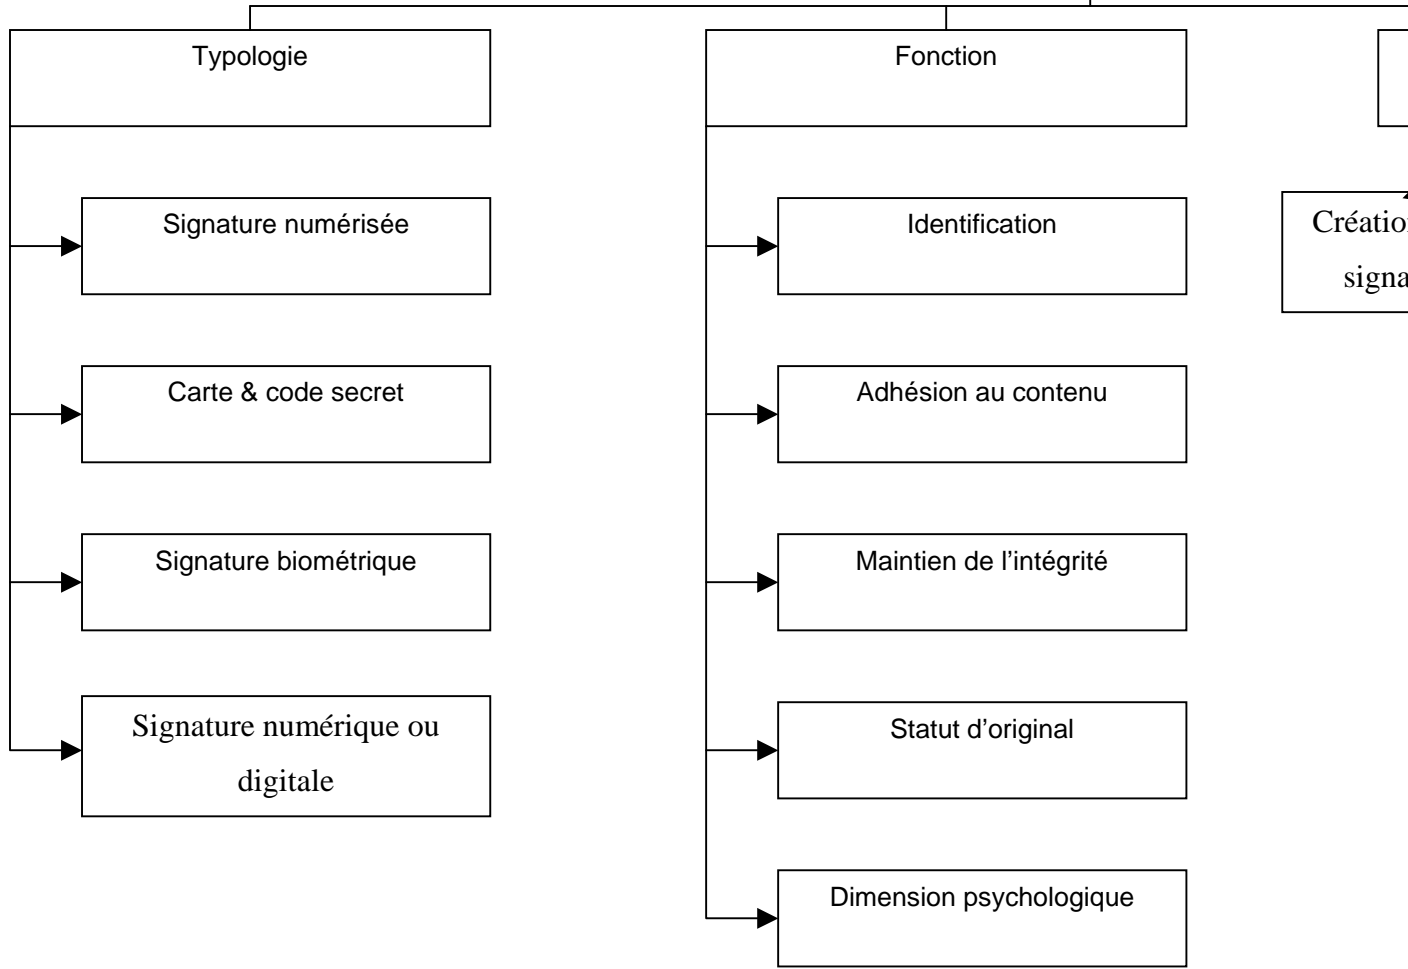 Typologie
Signature numérisée
Carte & code secret
Signature biométrique
Signature numérique ou
digitale
Fonction
Identification
Adhésion au contenu
Maintien de l’intégrité
Statut d’original
Dimension psychologique